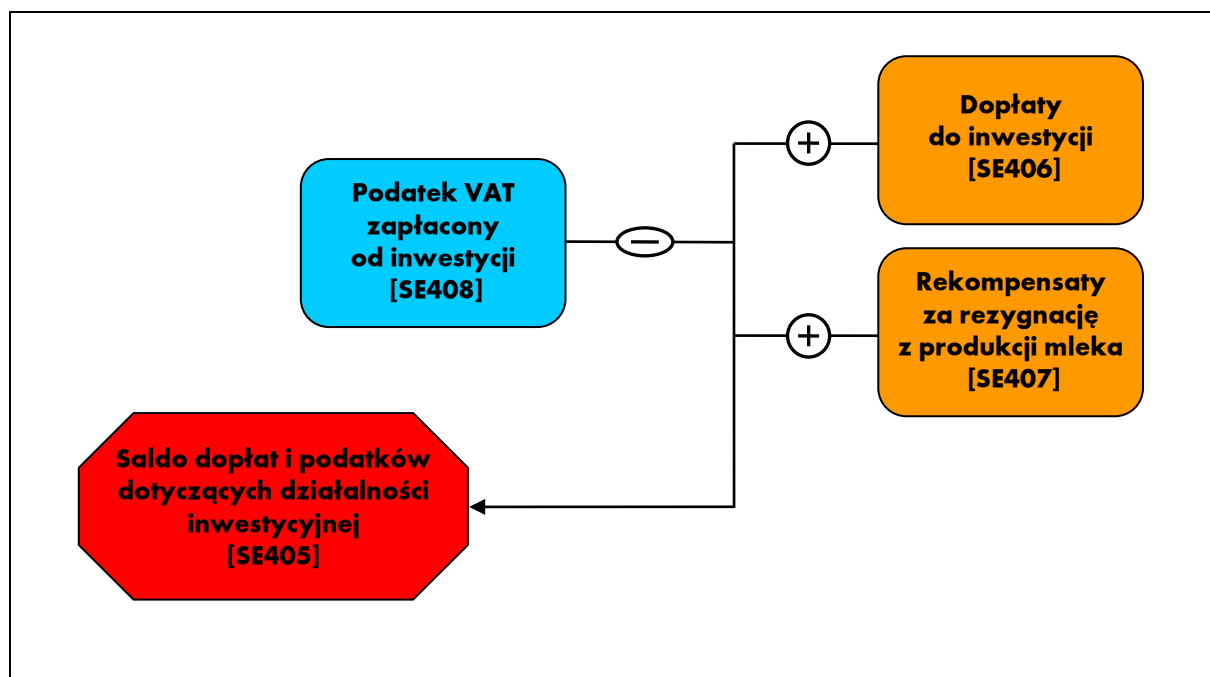 Dopłaty
do inwestycji
[SE406]
Podatek VAT
zapłacony
od inwestycji
[SE408]
Rekompensaty
za rezygnację
z produkcji mleka
[SE407]
Saldo dopłat i podatków
dotyczących działalności
inwestycyjnej
[SE405]